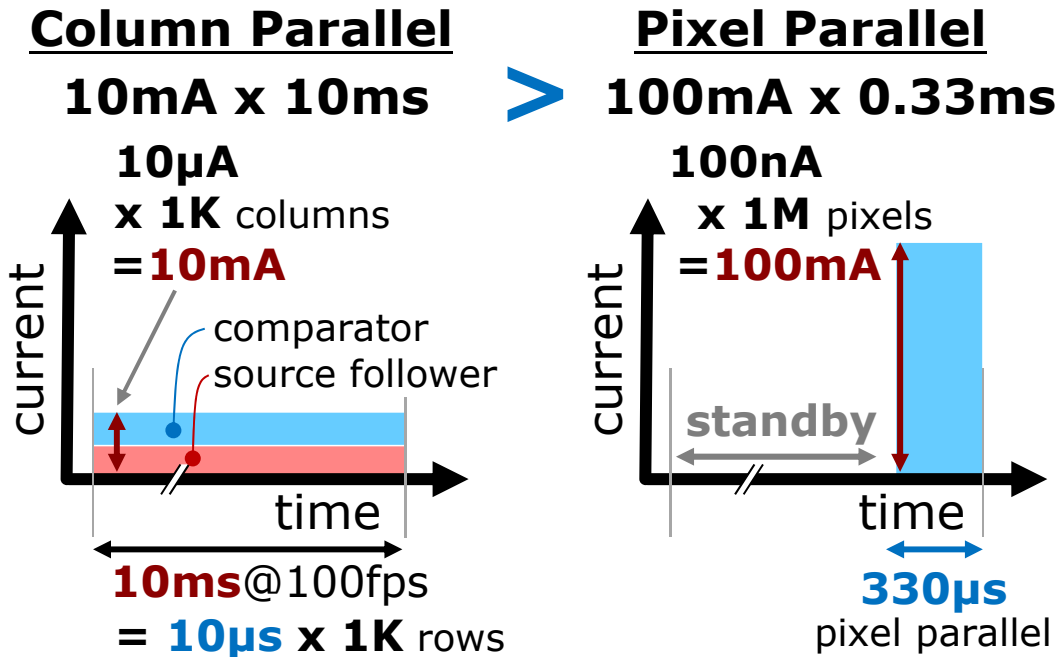 Column Parallel
10mA x 10ms
>
Pixel Parallel
100mA x 0.33ms
10µA
x 1K columns
=10mA
current
comparator
source follower
time
10ms@100fps
= 10µs x 1K rows
100nA
x 1M pixels
=100mA
current
standby
time
330µs
pixel parallel